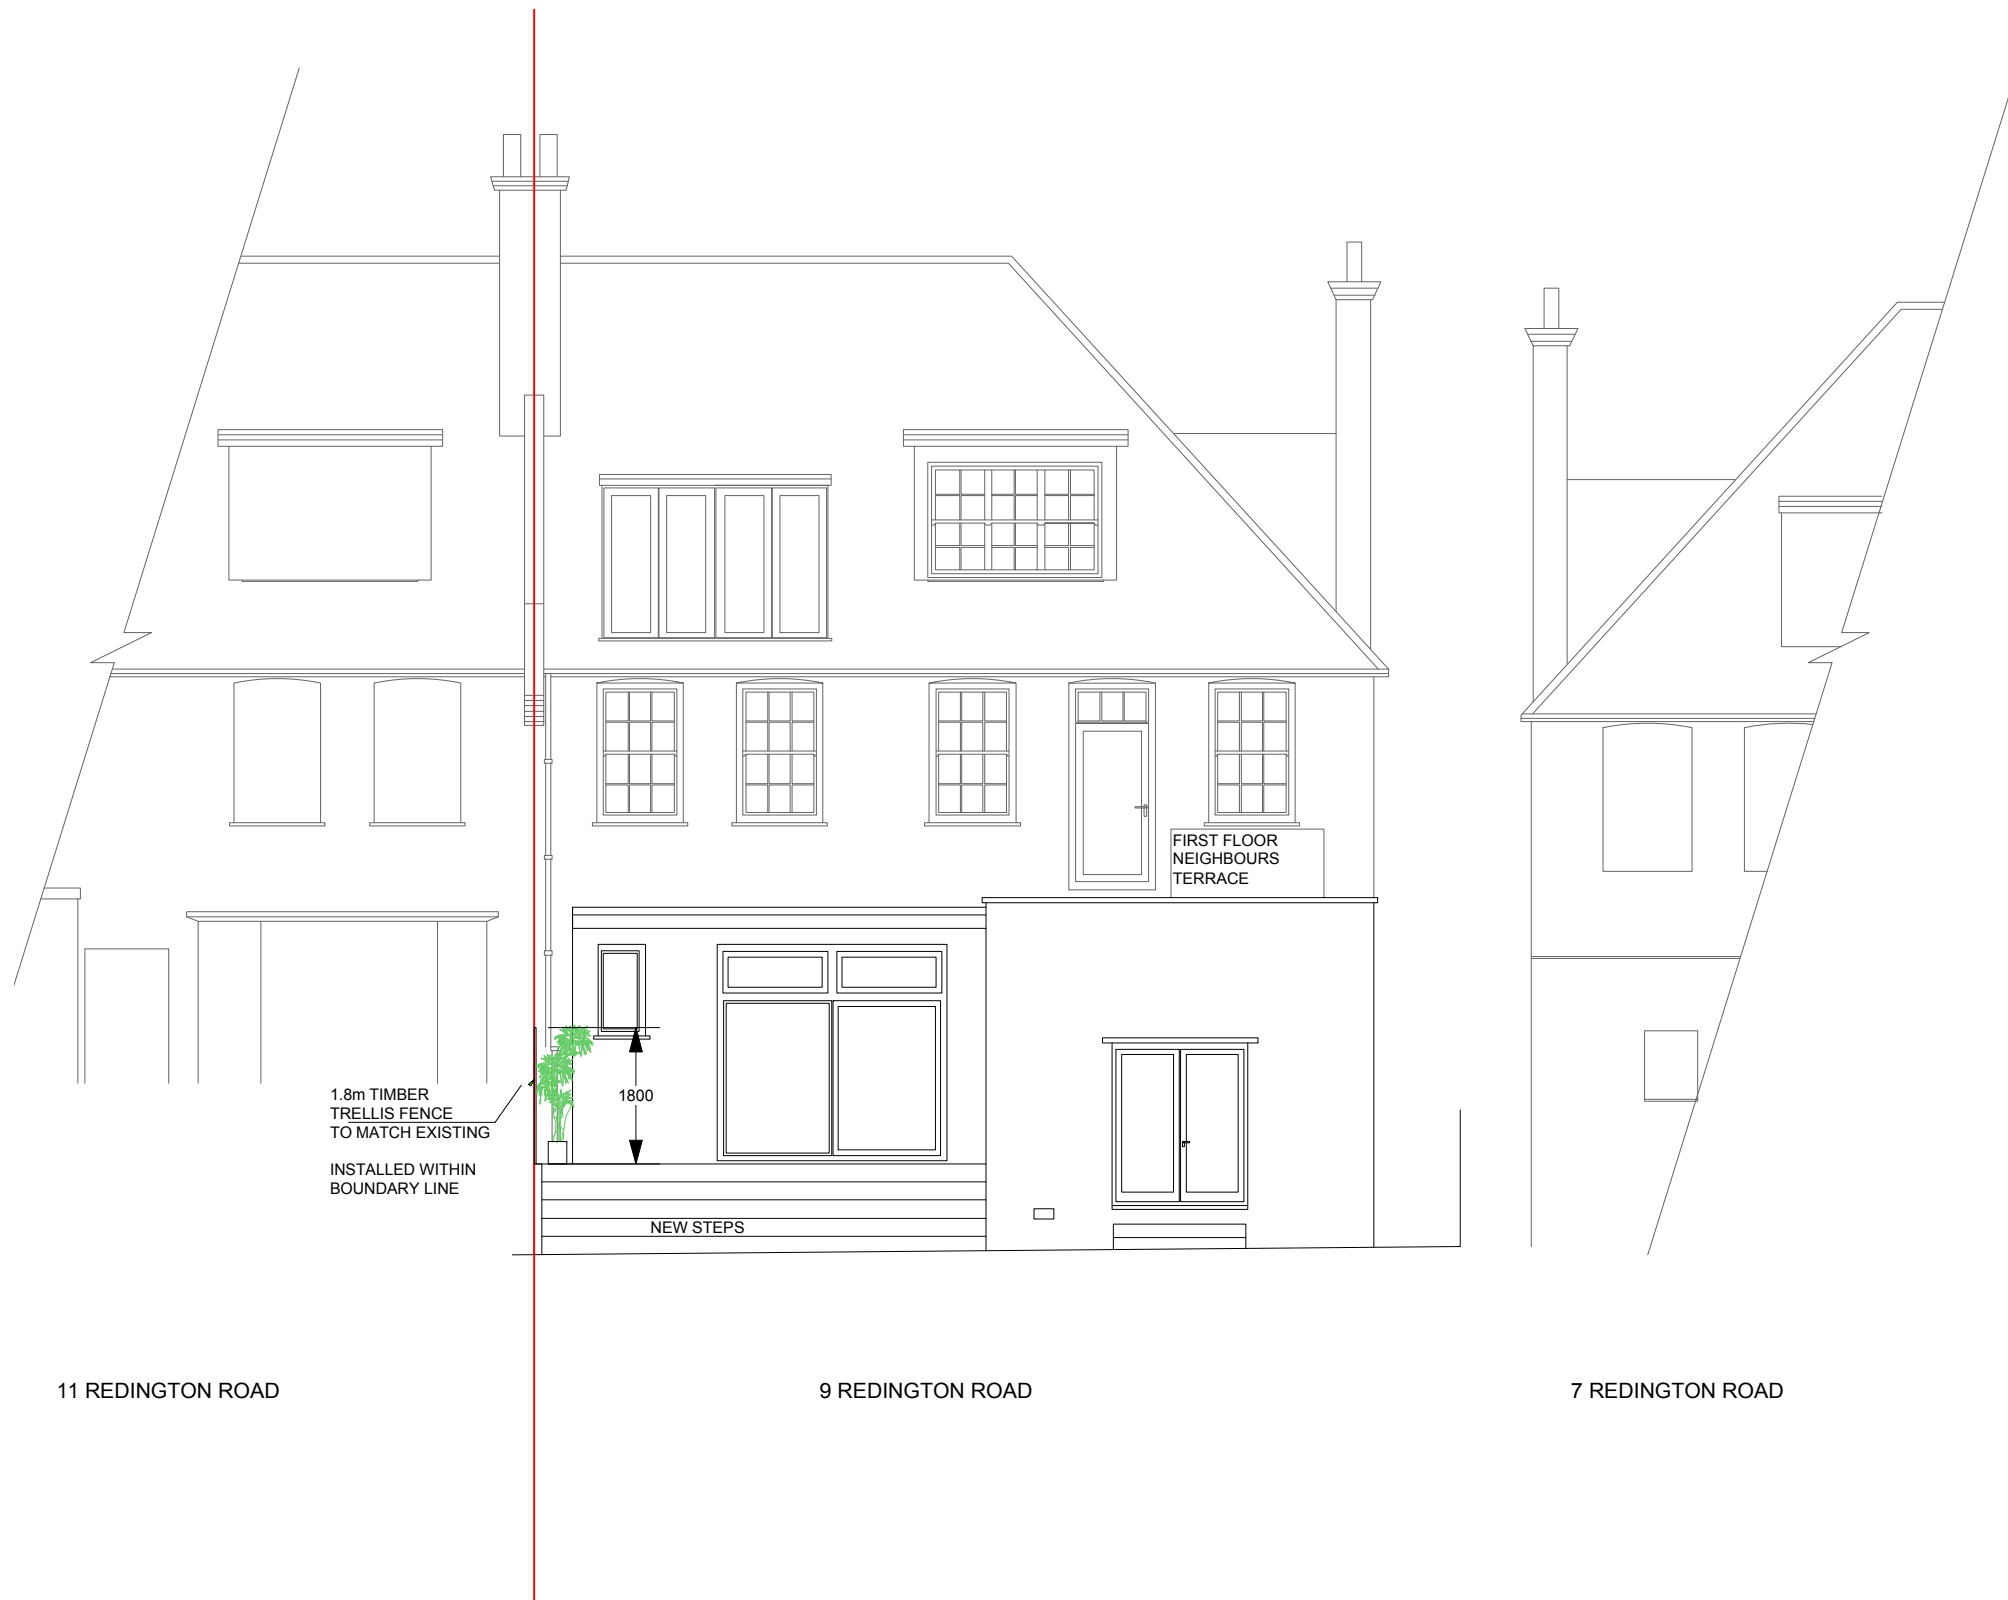 FIRST FLOOR
NEIGHBOURS
TERRACE
1.8m TIMBER
TRELLIS FENCE
TO MATCH EXISTING
INSTALLED WITHIN
BOUNDARY LINE
1800
NEW STEPS
11 REDINGTON ROAD
9 REDINGTON ROAD
7 REDINGTON ROAD